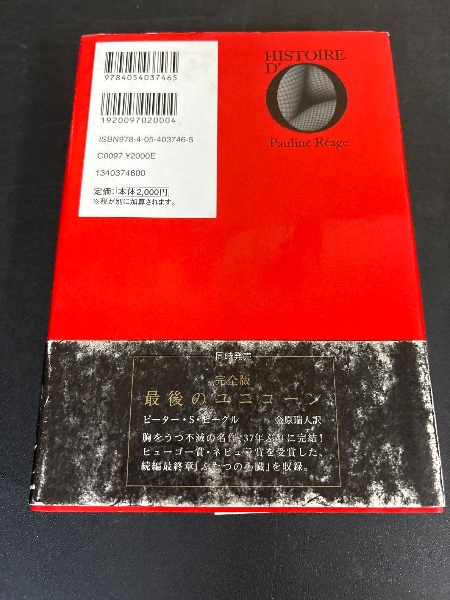 9784054037465
1920097020004
ISBN978-4-05-403746-5
C0097 ¥2000E
1340374600
定価:本体2,000円
※税が別に加算されます。
HISTOIRE
D'O
Pauline Réage
同時発売
完全版
最後のユニコーン
ピーター・S・ビーグル 金原瑞人訳
胸をうつ不滅の名作、37年ぶりに完結!
ヒューゴー賞・ネビュラ賞を受賞した、
続編最終章「ふたつの心臓」を収録。